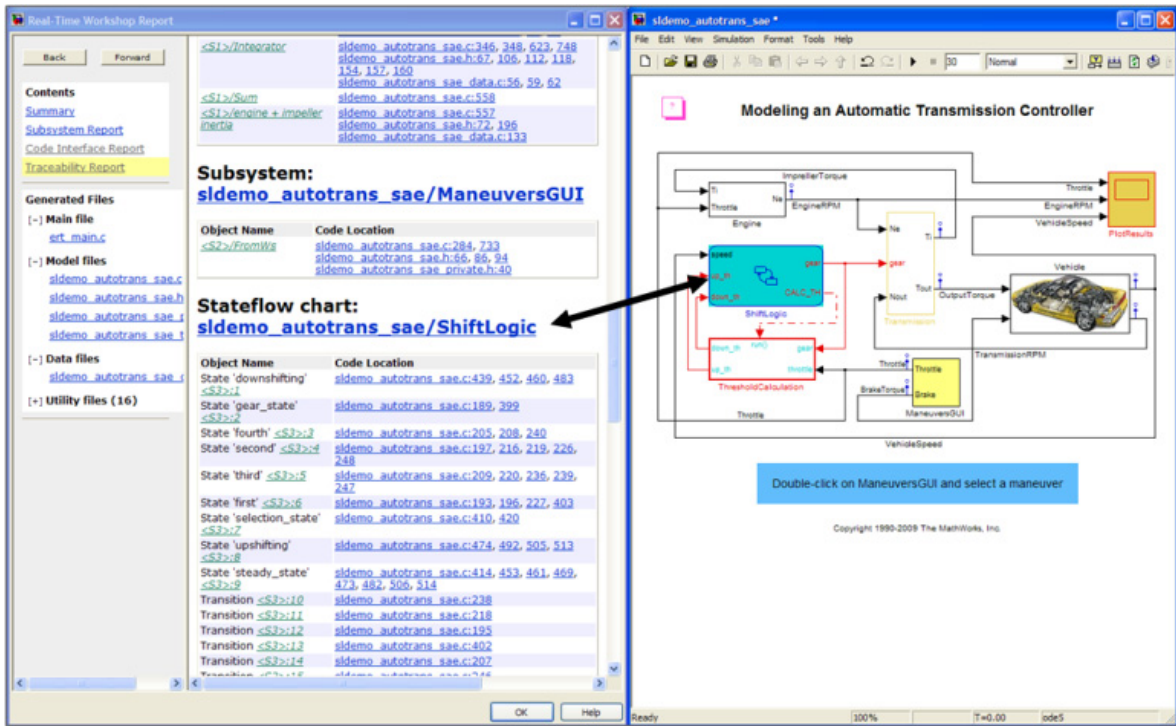 Real-Time Workshop Report
Back Forward
Contents
Summary
Subsystem Report
Code Interface Report
Traceability Report
Generated Files
[-] Main file
ert_main.c
[-] Model files
sldemo_autotrans_sae.c
sldemo_autotrans_sae.h
sldemo_autotrans_sae_p
sldemo_autotrans_sae_t
[-] Data files
sldemo_autotrans_sae_c
[+] Utility files (16)
<S1>/Integrator sldemo_autotrans_sae.c:346, 348, 623, 748
sldemo_autotrans_sae.h:67, 106, 112, 118,
154, 157, 160
sldemo_autotrans_sae_data.c:56, 59, 62
<S1>/Sum sldemo_autotrans_sae.c:558
<S1>/engine + impeller sldemo_autotrans_sae.c:557
inertia sldemo_autotrans_sae.h:72, 196
sldemo_autotrans_sae_data.c:133
Subsystem:
sldemo_autotrans_sae/ManeuversGUI
Object Name Code Location
<S2>/FromWs sldemo_autotrans_sae.c:284, 733
sldemo_autotrans_sae.h:66, 86, 94
sldemo_autotrans_sae_private.h:40
Stateflow chart:
sldemo_autotrans_sae/ShiftLogic
Object Name Code Location
State 'downshifting' sldemo_autotrans_sae.c:439, 452, 460, 483
<S3>:1
State 'gear_state' sldemo_autotrans_sae.c:189, 399
<S3>:2
State 'fourth' <S3>:3 sldemo_autotrans_sae.c:205, 208, 240
State 'second' <S3>:4 sldemo_autotrans_sae.c:197, 216, 219, 226,
248
State 'third' <S3>:5 sldemo_autotrans_sae.c:209, 220, 236, 239,
247
State 'first' <S3>:6 sldemo_autotrans_sae.c:193, 196, 227, 403
State 'selection_state' sldemo_autotrans_sae.c:410, 420
<S3>:7
State 'upshifting' sldemo_autotrans_sae.c:474, 492, 505, 513
<S3>:8
State 'steady_state' sldemo_autotrans_sae.c:414, 453, 461, 469,
<S3>:9 473, 482, 506, 514
Transition <S3>:10 sldemo_autotrans_sae.c:238
Transition <S3>:11 sldemo_autotrans_sae.c:218
Transition <S3>:12 sldemo_autotrans_sae.c:195
Transition <S3>:13 sldemo_autotrans_sae.c:402
Transition <S3>:14 sldemo_autotrans_sae.c:207
OK Help
sldemo_autotrans_sae *
File Edit View Simulation Format Tools Help
30 Normal
?
Modeling an Automatic Transmission Controller
ImprellerTorque
Ti
Ne
Throttle
EngineRPM
Engine
Throttle
EngineRPM
VehicleSpeed
PlotResults
Ne
Ti
gear
Tout
Nout
Transmission
OutputTorque
Vehicle
speed
up_th
down_th
gear
CALC_TH
ShiftLogic
down_th
run()
gear
up_th
throttle
ThresholdCalculation
TransmissionRPM
Throttle
Throttle
BrakeTorque
Brake
ManeuversGUI
Throttle
VehicleSpeed
Double-click on ManeuversGUI and select a maneuver
Copyright 1990-2009 The MathWorks, Inc.
Ready 100% T=0.00 ode5